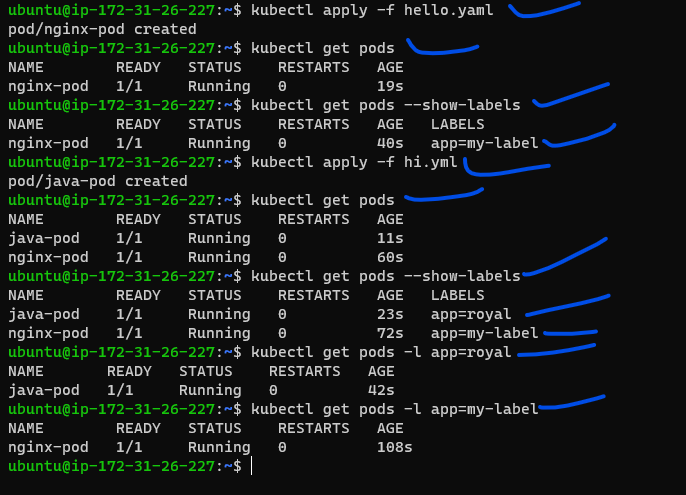 ubuntu@ip-172-31-26-227:~$ kubectl apply -f hello.yaml
pod/nginx-pod created
ubuntu@ip-172-31-26-227:~$ kubectl get pods
NAME        READY   STATUS    RESTARTS   AGE
nginx-pod   1/1     Running   0          19s
ubuntu@ip-172-31-26-227:~$ kubectl get pods --show-labels
NAME        READY   STATUS    RESTARTS   AGE   LABELS
nginx-pod   1/1     Running   0          40s   app=my-label
ubuntu@ip-172-31-26-227:~$ kubectl apply -f hi.yml
pod/java-pod created
ubuntu@ip-172-31-26-227:~$ kubectl get pods
NAME        READY   STATUS    RESTARTS   AGE
java-pod    1/1     Running   0          11s
nginx-pod   1/1     Running   0          60s
ubuntu@ip-172-31-26-227:~$ kubectl get pods --show-labels
NAME        READY   STATUS    RESTARTS   AGE   LABELS
java-pod    1/1     Running   0          23s   app=royal
nginx-pod   1/1     Running   0          72s   app=my-label
ubuntu@ip-172-31-26-227:~$ kubectl get pods -l app=royal
NAME       READY   STATUS    RESTARTS   AGE
java-pod   1/1     Running   0          42s
ubuntu@ip-172-31-26-227:~$ kubectl get pods -l app=my-label
NAME        READY   STATUS    RESTARTS   AGE
nginx-pod   1/1     Running   0          108s
ubuntu@ip-172-31-26-227:~$